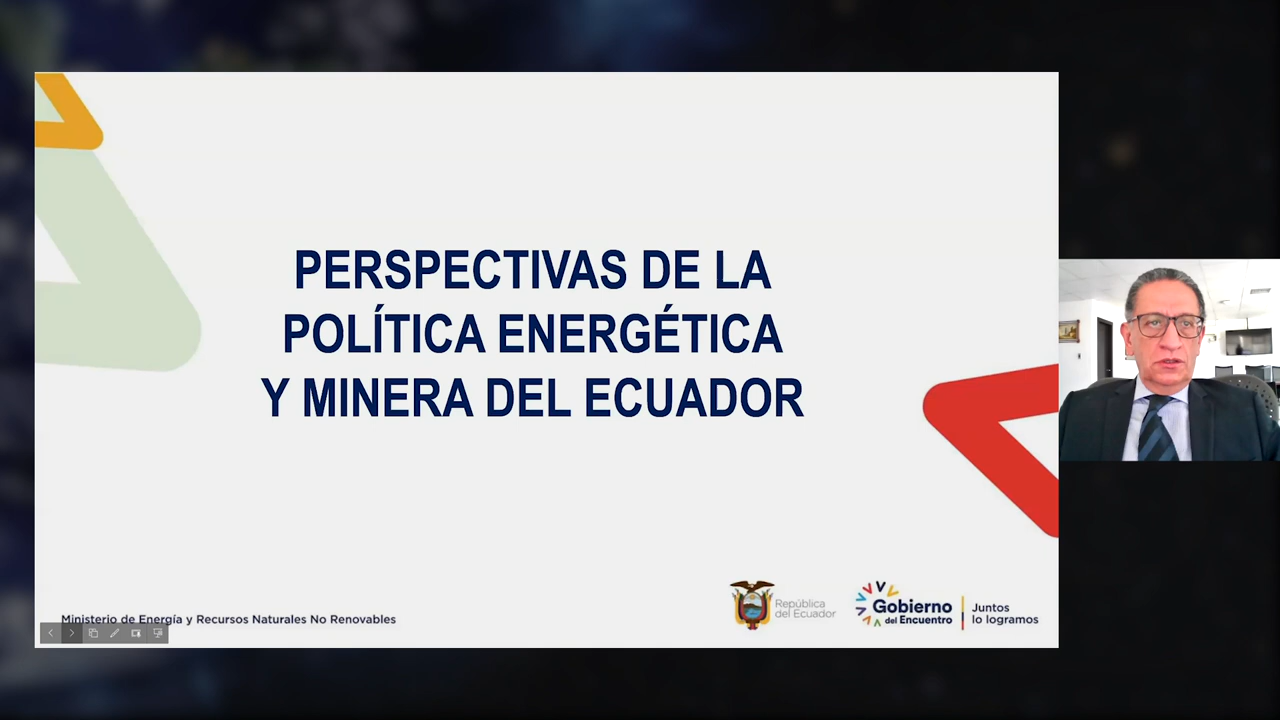 PERSPECTIVAS DE LA
POLÍTICA ENERGÉTICA
Y MINERA DEL ECUADOR
Ministerio de Energía y Recursos Naturales No Renovables
República
del Ecuador
Gobierno
del Encuentro
Juntos
lo logramos